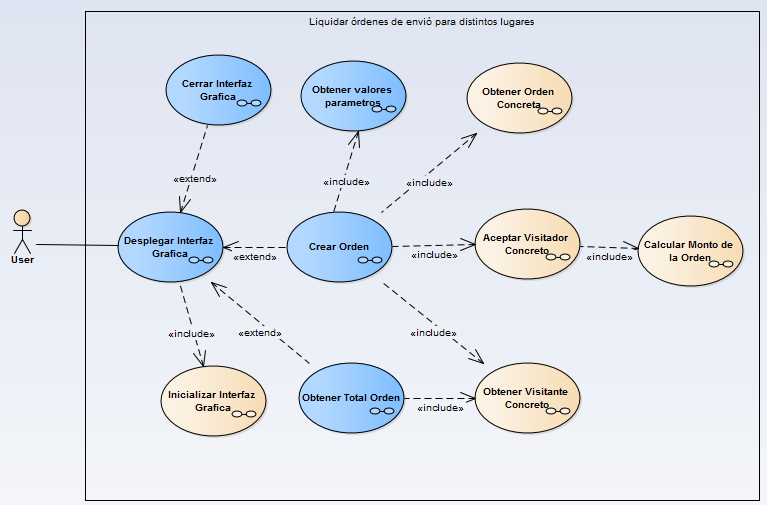 Liquidar órdenes de envió para distintos lugares
Cerrar Interfaz
Grafica
Obtener valores
parametros
Obtener Orden
Concreta
«extend»
«include»
«include»
User
Desplegar Interfaz
Grafica
«extend»
Crear Orden
«include»
Aceptar Visitador
Concreto
«include»
Calcular Monto de
la Orden
«include»
«extend»
«include»
Inicializar Interfaz
Grafica
Obtener Total Orden
«include»
Obtener Visitante
Concreto